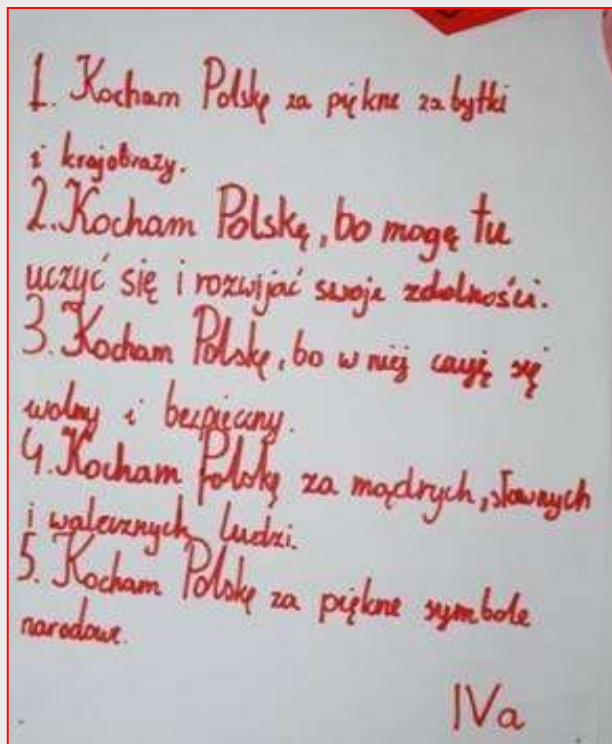 1. Kocham Polskę za piękne zabytki
i krajobrazy.
2. Kocham Polskę, bo mogę tu
uczyć się i rozwijać swoje zdolności.
3. Kocham Polskę, bo w niej czuję się
wolny i bezpieczny.
4. Kocham Polskę za mądrych, sławnych
i walecznych ludzi.
5. Kocham Polskę za piękne symbole
narodowe.
IVa